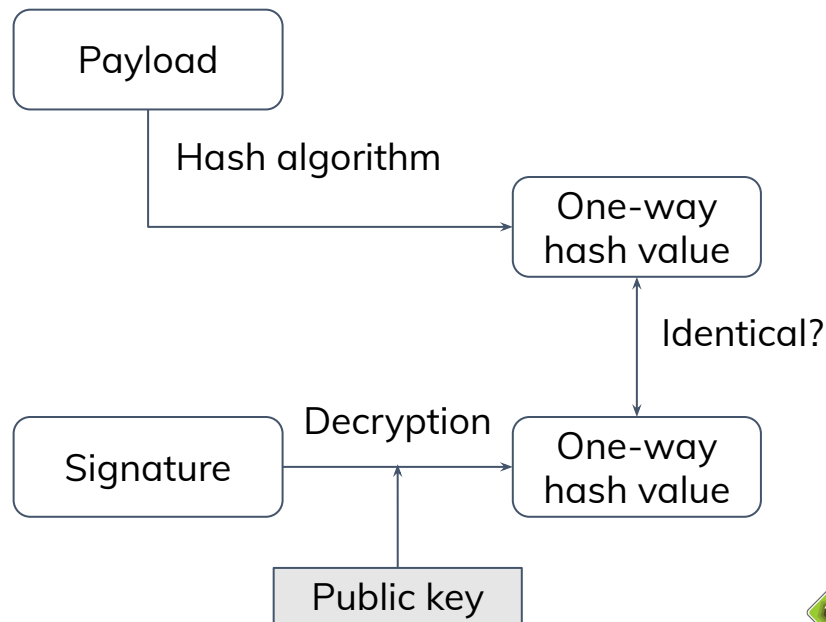 Payload
Hash algorithm
One-way
hash value
Identical?
Decryption
Signature
One-way
hash value
Public key